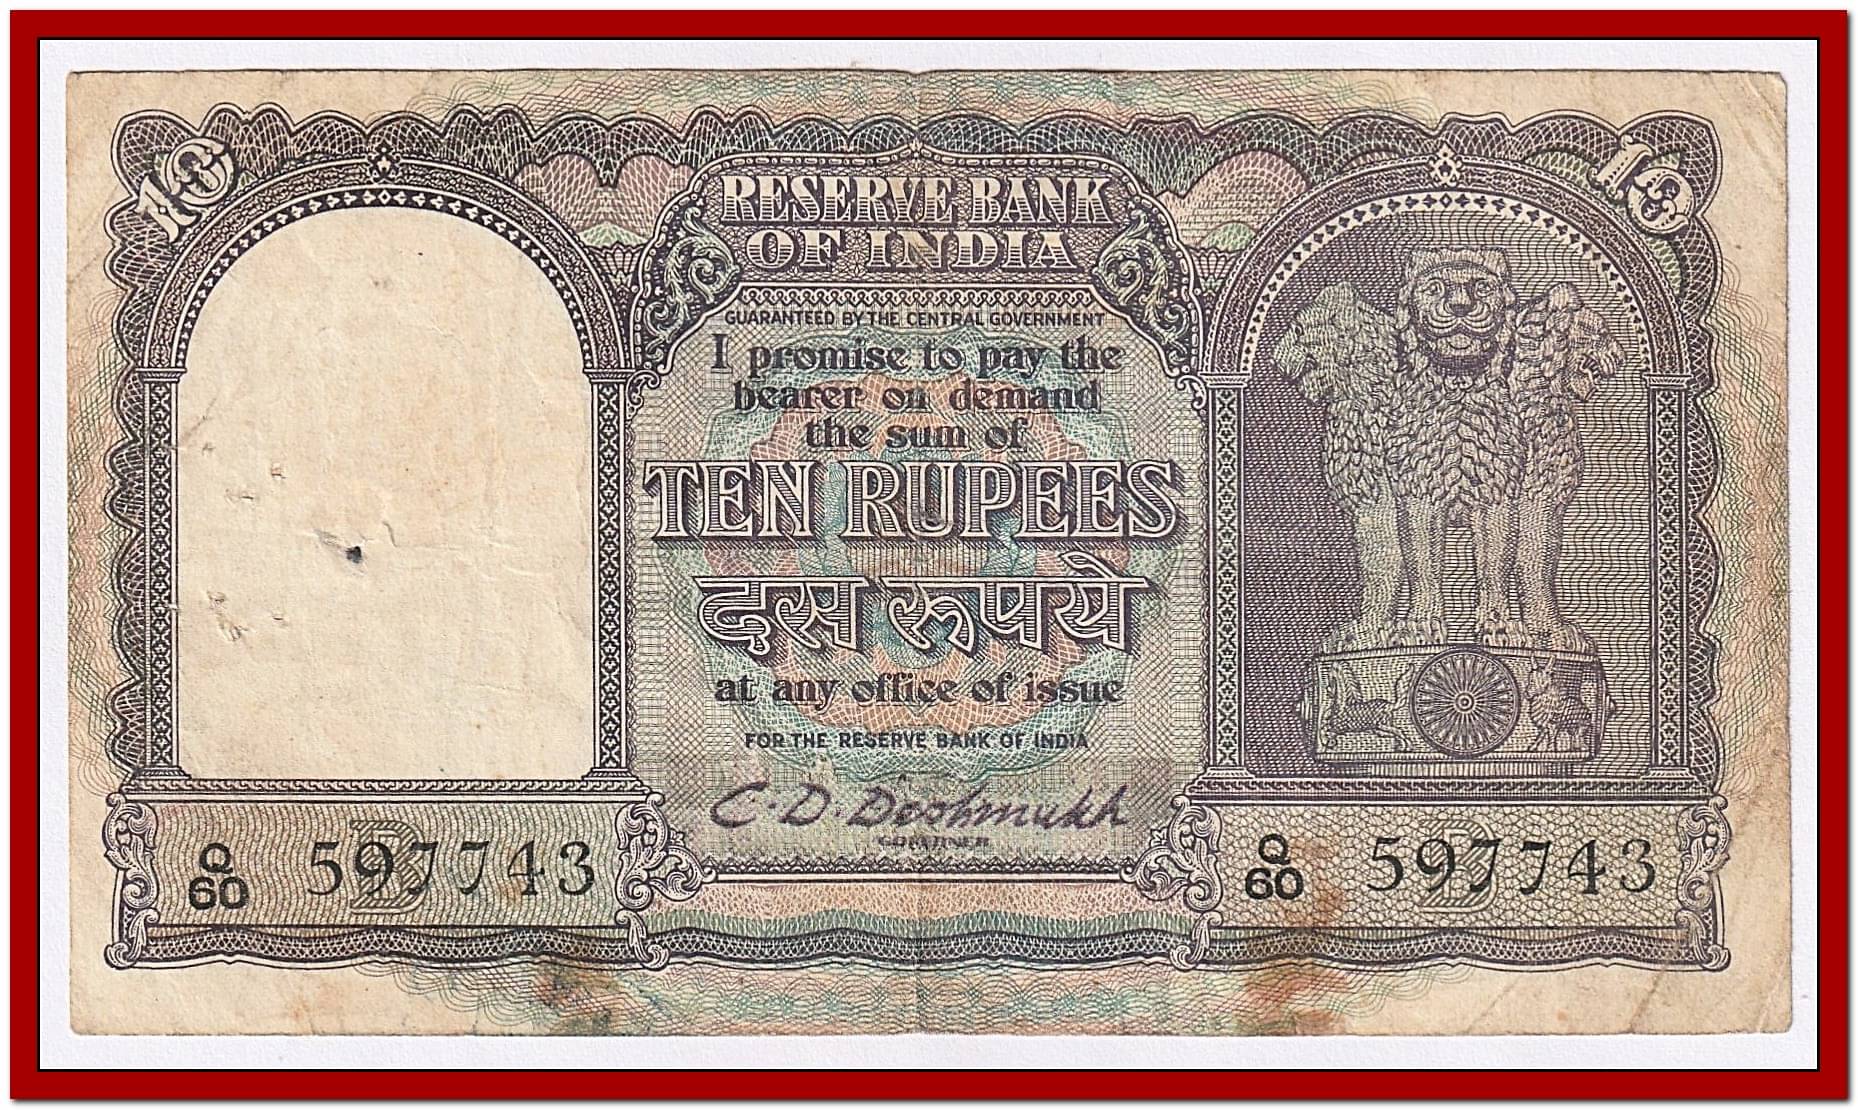 10
10
RESERVE BANK
OF INDIA
GUARANTEED BY THE CENTRAL GOVERNMENT
I promise to pay the
bearer on demand
the sum of
TEN RUPEES
दस रूपये
at any office of issue
FOR THE RESERVE BANK OF INDIA
C. D. Deshmukh
GOVERNOR
Q
60 597743
B
Q
60 597743
B